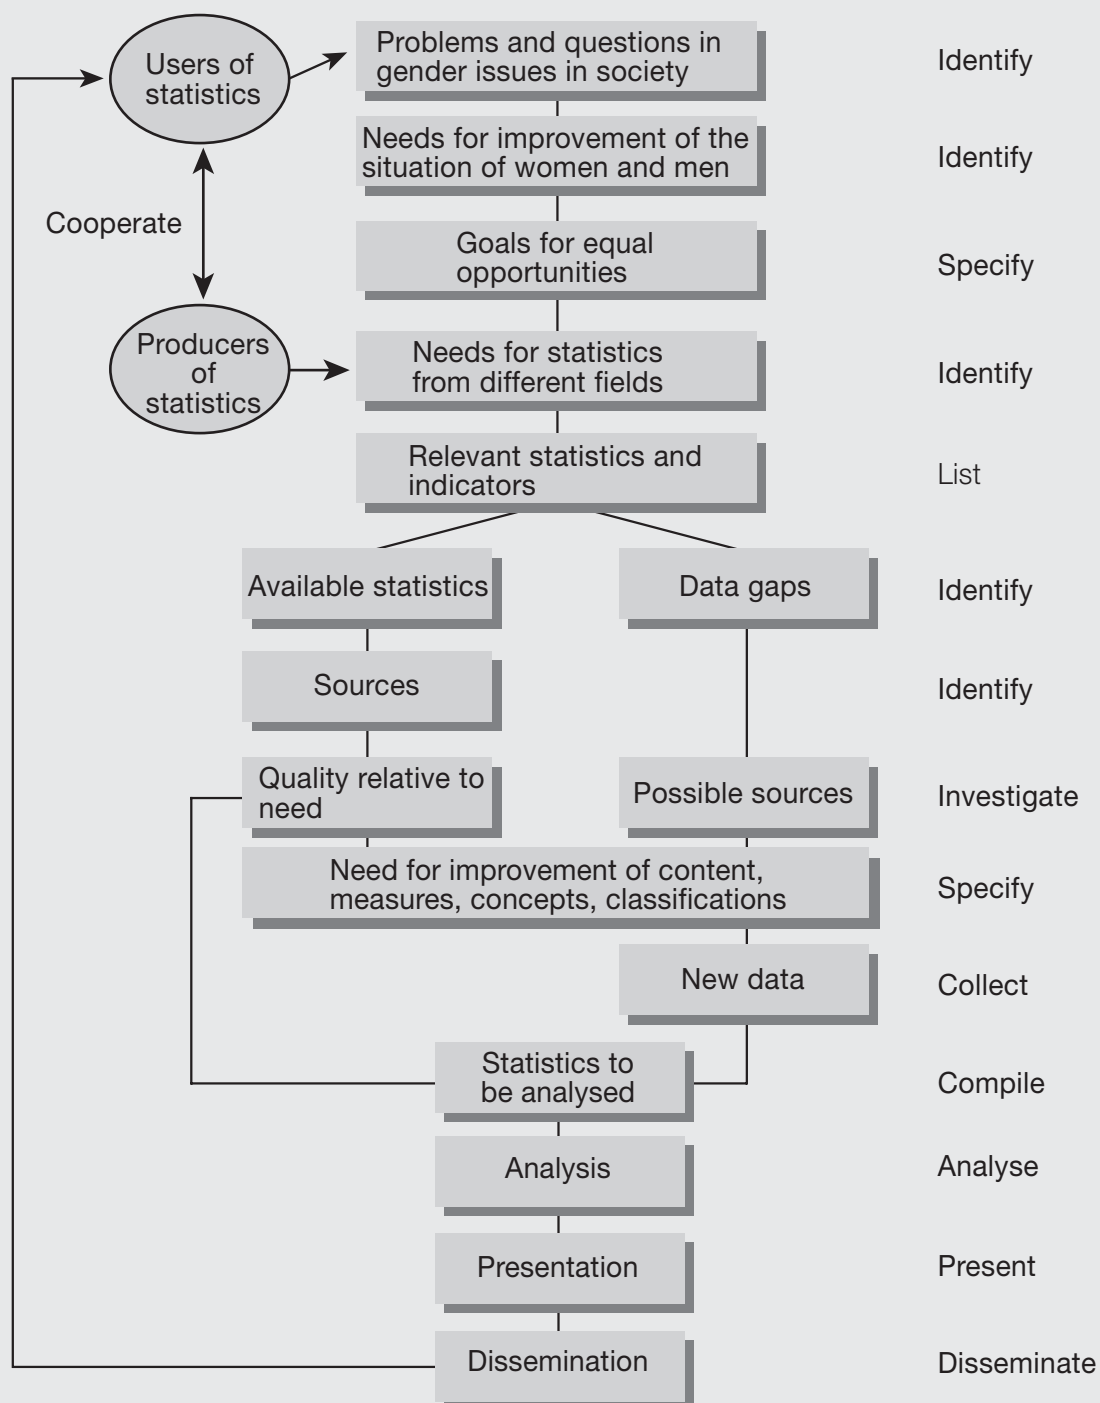 Users of
statistics
Problems and questions in
gender issues in society
Identify
Needs for improvement of the
situation of women and men
Identify
Cooperate
Goals for equal
opportunities
Specify
Producers
of
statistics
Needs for statistics
from different fields
Identify
Relevant statistics and
indicators
List
Available statistics
Data gaps
Identify
Sources
Identify
Quality relative to
need
Possible sources
Investigate
Need for improvement of content,
measures, concepts, classifications
Specify
New data
Collect
Statistics to
be analysed
Compile
Analysis
Analyse
Presentation
Present
Dissemination
Disseminate